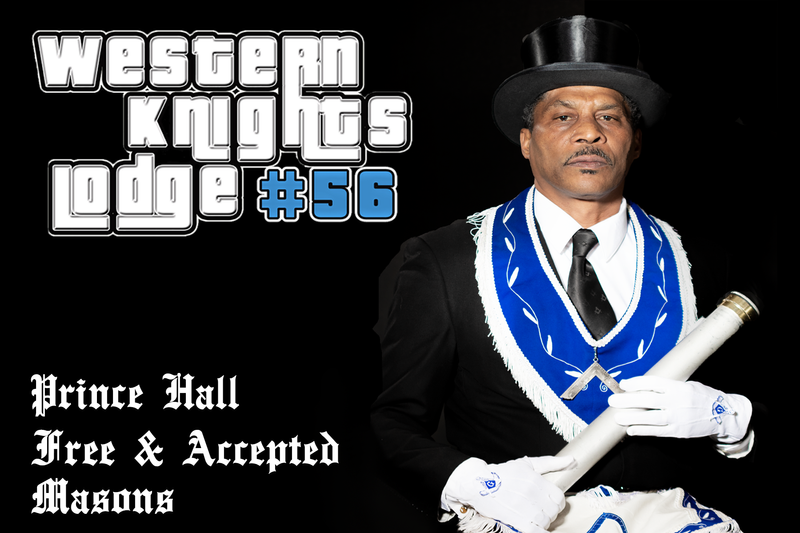 Western
Knights
Lodge #56
Prince Hall
Free & Accepted
Masons